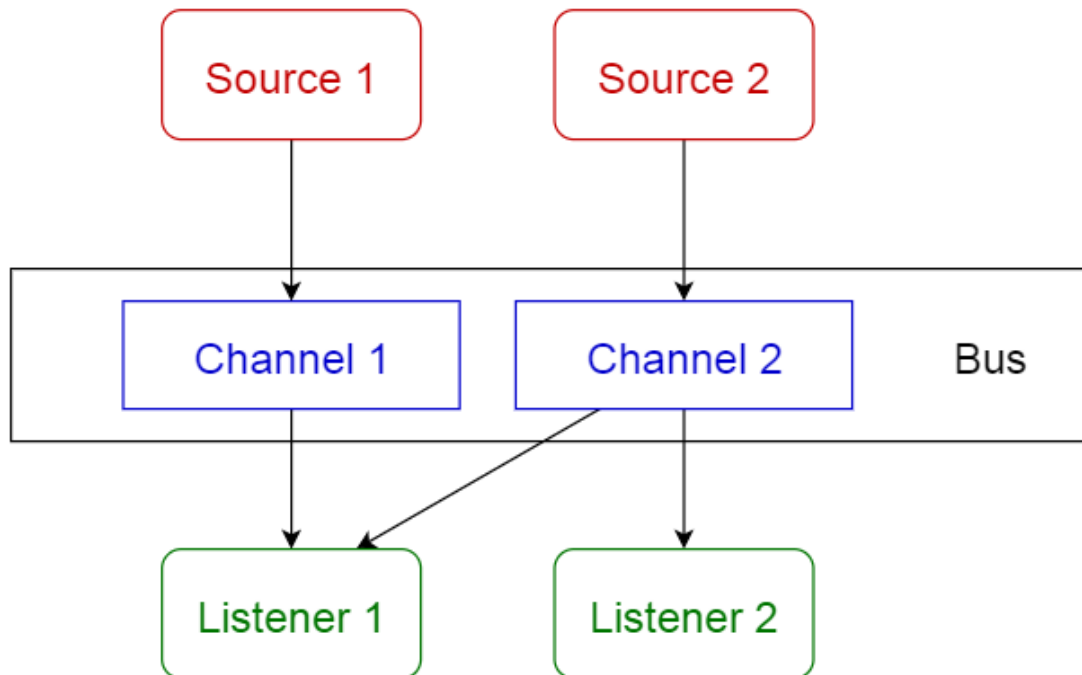 Source 1
Source 2
Channel 1
Channel 2
Bus
Listener 1
Listener 2